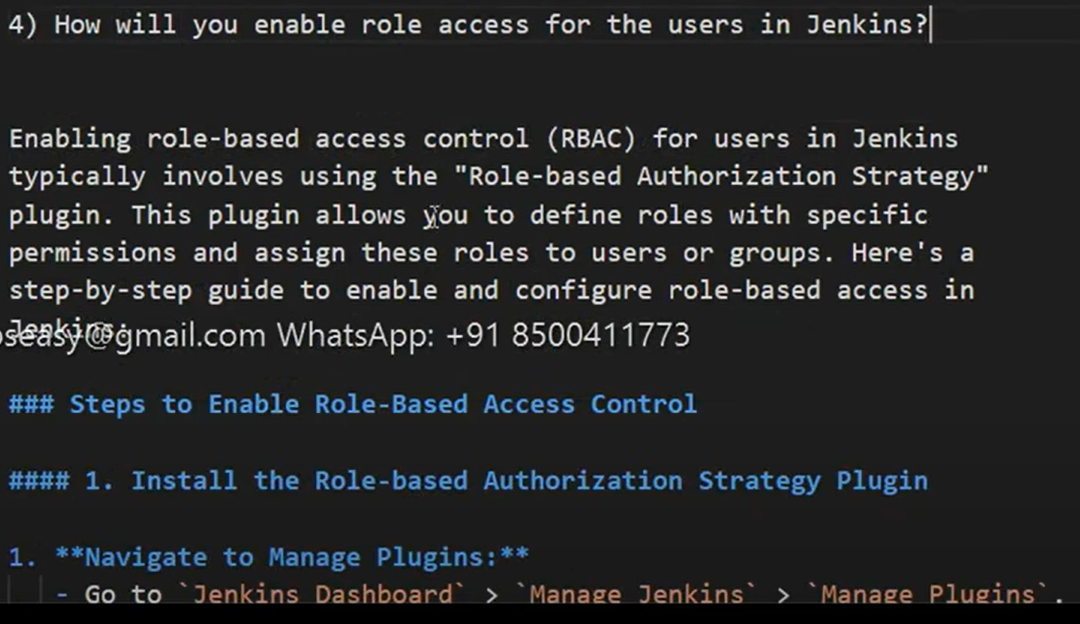 4) How will you enable role access for the users in Jenkins?
Enabling role-based access control (RBAC) for users in Jenkins
typically involves using the "Role-based Authorization Strategy"
plugin. This plugin allows you to define roles with specific
permissions and assign these roles to users or groups. Here's a
step-by-step guide to enable and configure role-based access in
Jenkins:
oseasy@gmail.com WhatsApp: +91 8500411773
### Steps to Enable Role-Based Access Control
#### 1. Install the Role-based Authorization Strategy Plugin
1. **Navigate to Manage Plugins:**
- Go to `Jenkins Dashboard` > `Manage Jenkins` > `Manage Plugins`.